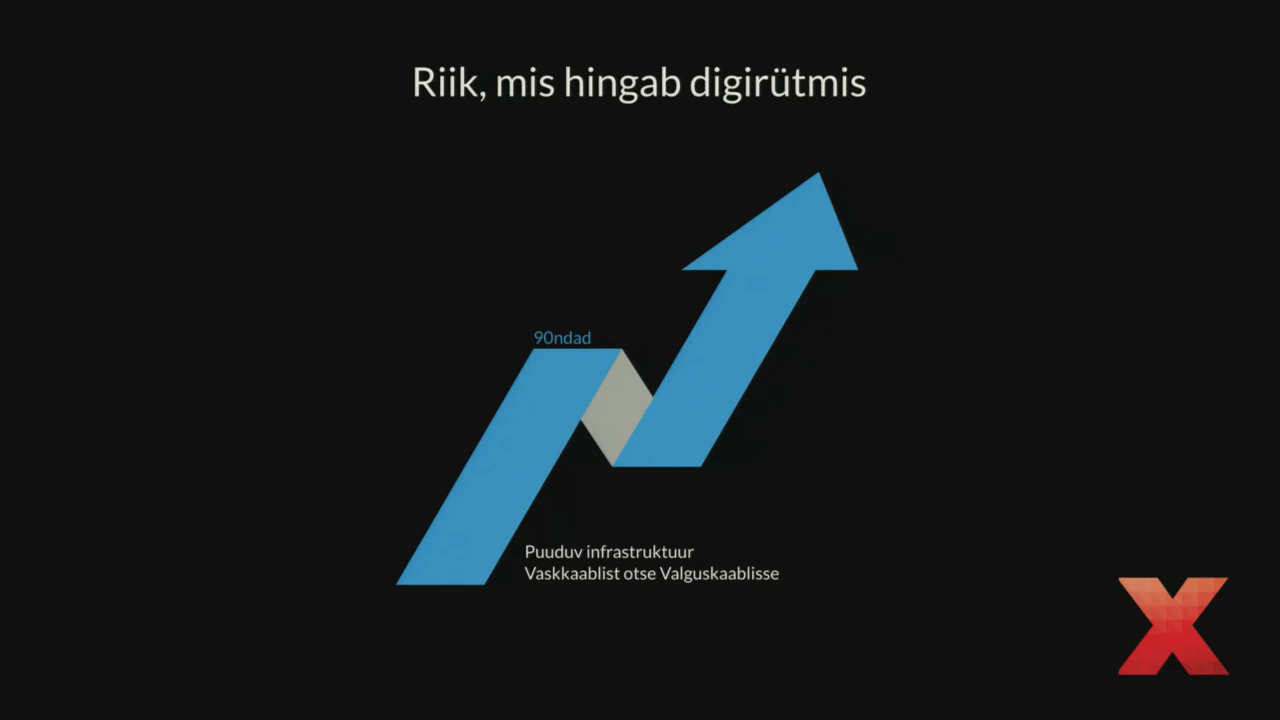 Riik, mis hingab digirütmis
90ndad
Puuduv infrastruktuur
Vaskkaablist otse Valguskaablisse
X